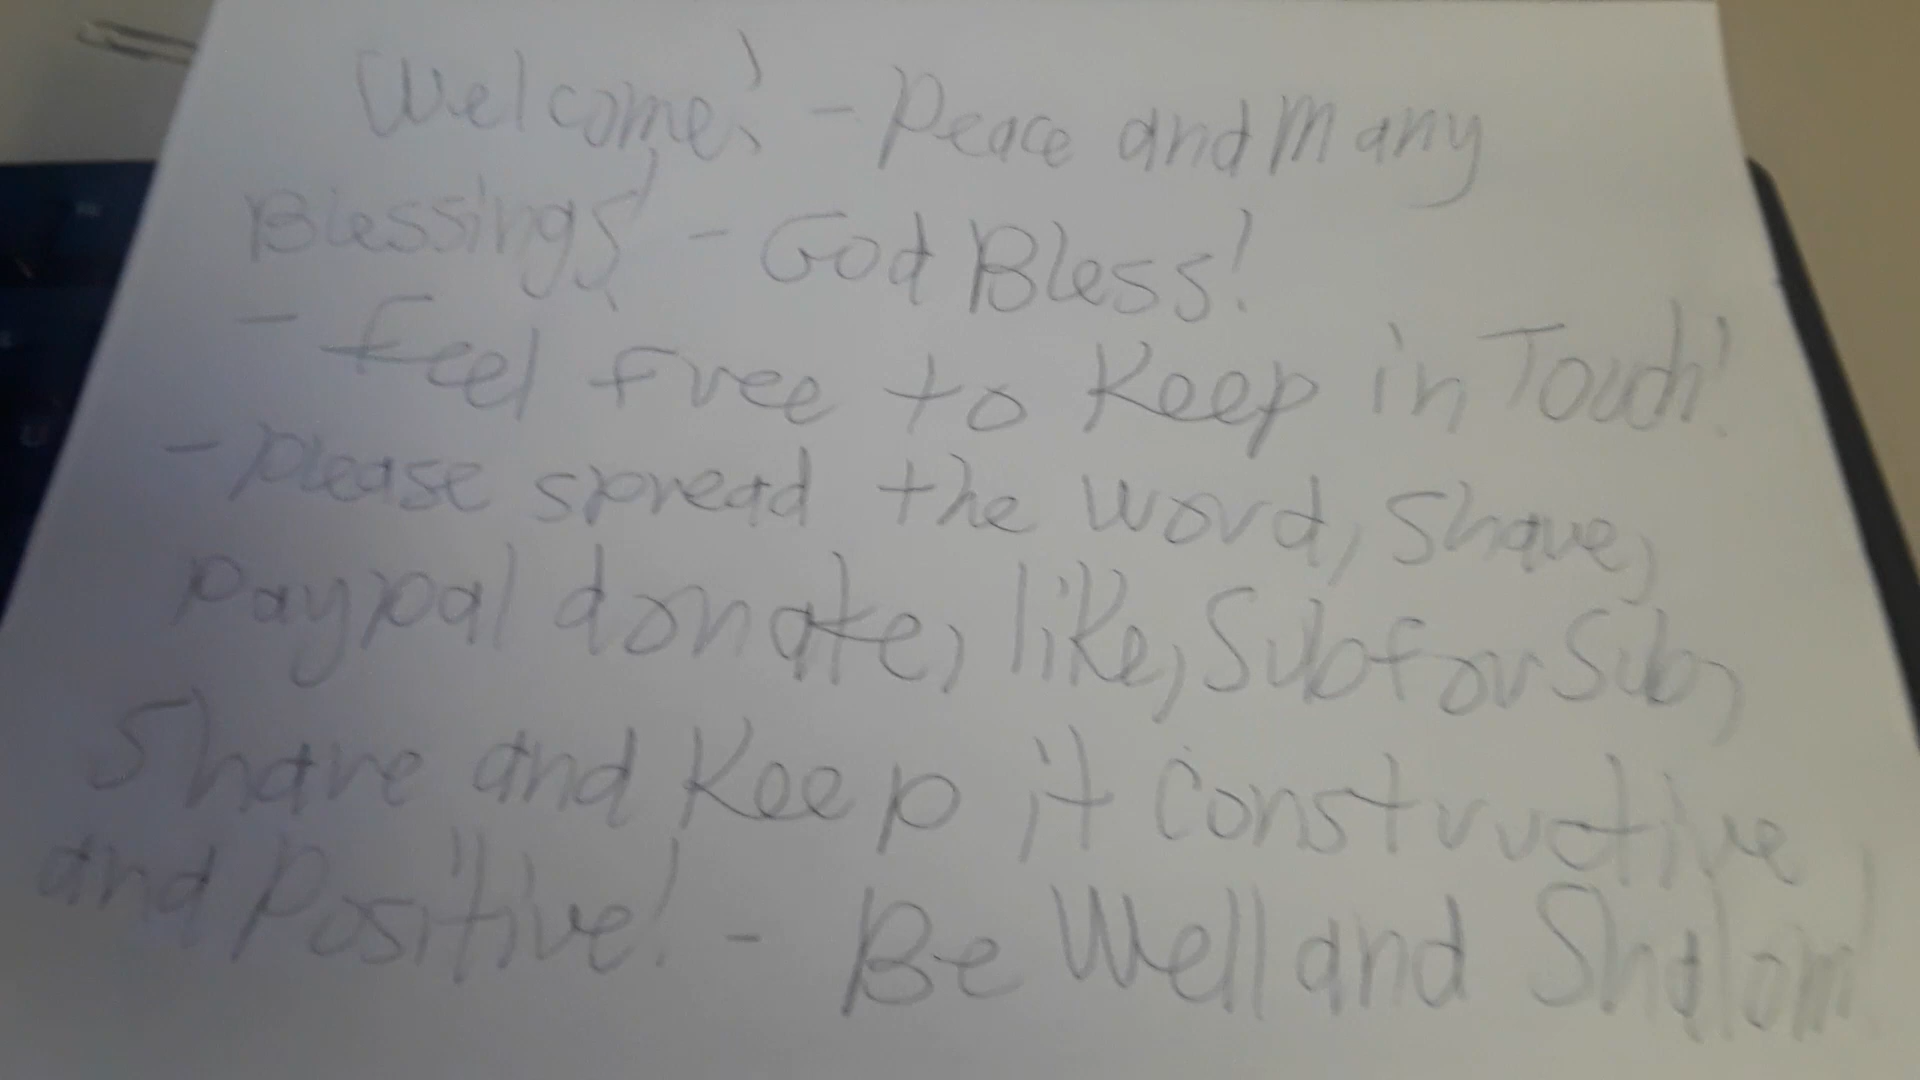 Welcome! - Peace and Many
Blessings! - God Bless!
- Feel Free to Keep in Touch!
- Please spread the word, Share,
Paypal donate, like, Sub for Sub,
Share and Keep it Constructive
and Positive! - Be Well and Shalom!